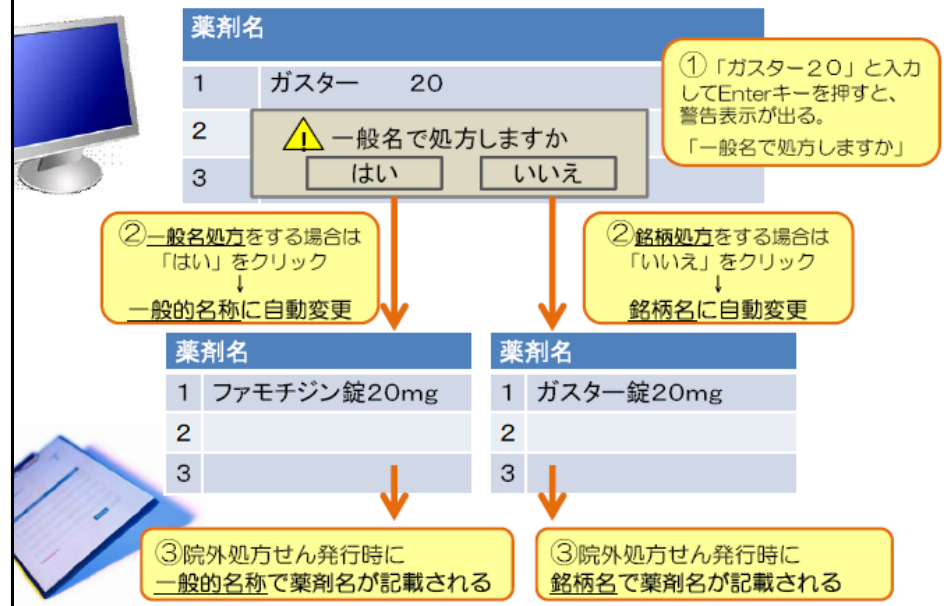 薬剤名
1 ガスター 20
2
3
⚠ 一般名で処方しますか
はい いいえ
①「ガスター20」と入力
してEnterキーを押すと、
警告表示が出る。
「一般名で処方しますか」
②一般名処方をする場合は
「はい」をクリック
↓
一般的名称に自動変更
②銘柄処方をする場合は
「いいえ」をクリック
↓
銘柄名に自動変更
薬剤名
1 ファモチジン錠20mg
2
3
薬剤名
1 ガスター錠20mg
2
3
③院外処方せん発行時に
一般的名称で薬剤名が記載される
③院外処方せん発行時に
銘柄名で薬剤名が記載される